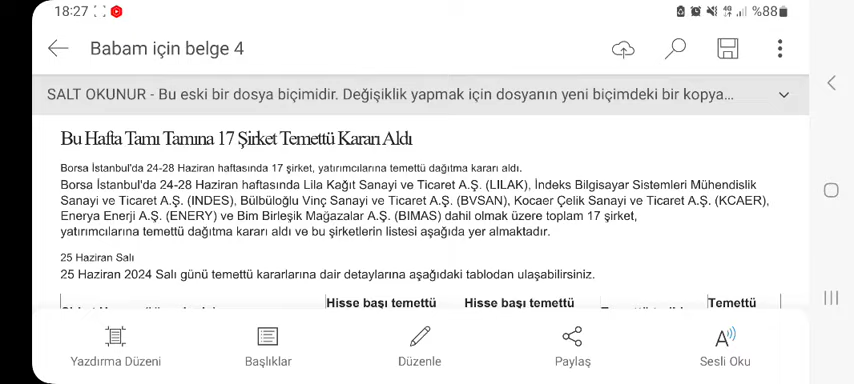 18:27
%88
Babam için belge 4
SALT OKUNUR - Bu eski bir dosya biçimidir. Değişiklik yapmak için dosyanın yeni biçimdeki bir kopya...
Bu Hafta Tamı Tamına 17 Şirket Temettü Kararı Aldı
Borsa İstanbul'da 24-28 Haziran haftasında 17 şirket, yatırımcılarına temettü dağıtma kararı aldı.
Borsa İstanbul'da 24-28 Haziran haftasında Lila Kağıt Sanayi ve Ticaret A.Ş. (LILAK), İndeks Bilgisayar Sistemleri Mühendislik
Sanayi ve Ticaret A.Ş. (INDES), Bülbüloğlu Vinç Sanayi ve Ticaret A.Ş. (BVSAN), Kocaer Çelik Sanayi ve Ticaret A.Ş. (KCAER),
Enerya Enerji A.Ş. (ENERY) ve Bim Birleşik Mağazalar A.Ş. (BIMAS) dahil olmak üzere toplam 17 şirket,
yatırımcılarına temettü dağıtma kararı aldı ve bu şirketlerin listesi aşağıda yer almaktadır.
25 Haziran Salı
25 Haziran 2024 Salı günü temettü kararlarına dair detaylarına aşağıdaki tablodan ulaşabilirsiniz.
Hisse başı temettü Hisse başı temettü Temettü
Yazdırma Düzeni Başlıklar Düzenle Paylaş Sesli Oku